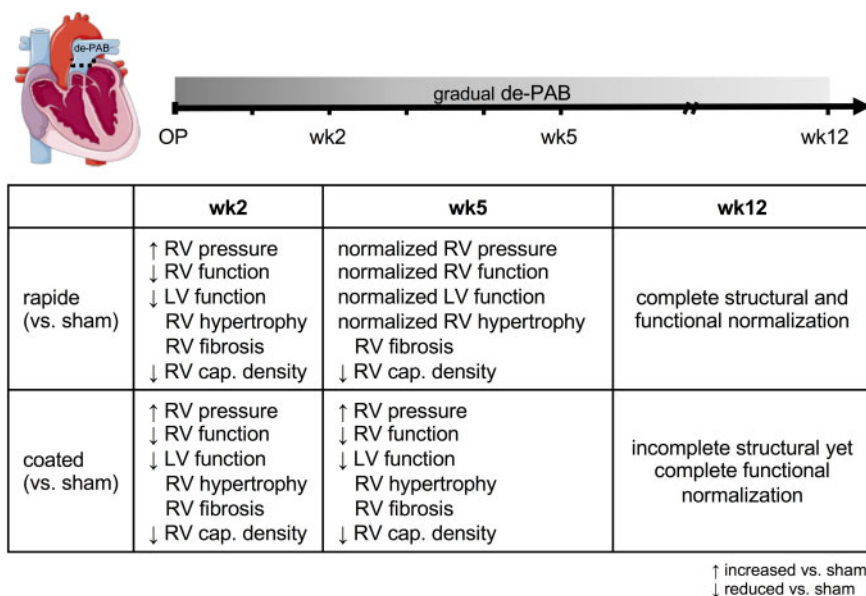 de-PAB
gradual de-PAB
OP wk2 wk5 wk12
wk2 wk5 wk12
rapide
(vs. sham)
↑ RV pressure
↓ RV function
↓ LV function
RV hypertrophy
RV fibrosis
↓ RV cap. density
normalized RV pressure
normalized RV function
normalized LV function
normalized RV hypertrophy
RV fibrosis
↓ RV cap. density
complete structural and
functional normalization
coated
(vs. sham)
↑ RV pressure
↓ RV function
↓ LV function
RV hypertrophy
RV fibrosis
↓ RV cap. density
↑ RV pressure
↓ RV function
↓ LV function
RV hypertrophy
RV fibrosis
↓ RV cap. density
incomplete structural yet
complete functional
normalization
↑ increased vs. sham
↓ reduced vs. sham